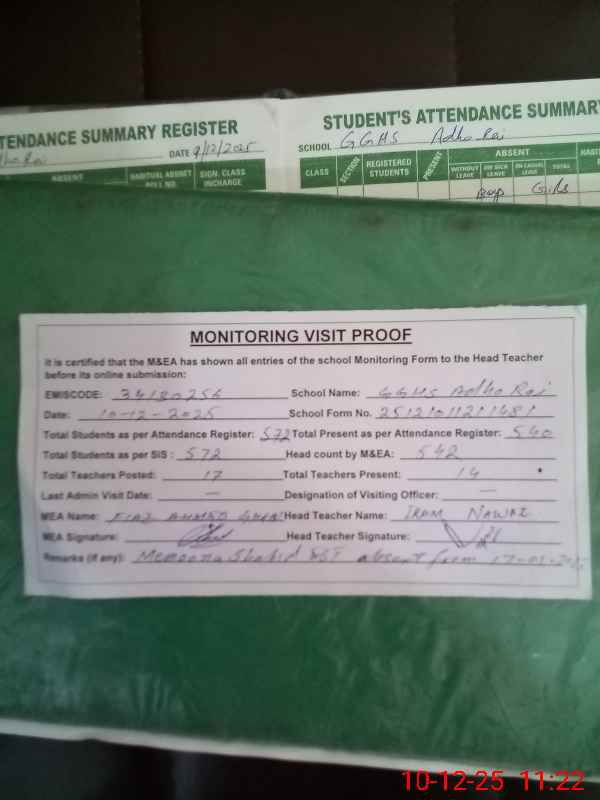 TENDANCE SUMMARY REGISTER
DATE 9/12/2025
ABSENT
HABITUAL ABSENT ROLL NO.
SIGN. CLASS INCHARGE
STUDENT'S ATTENDANCE SUMMARY
SCHOOL GGHS Adho Rai
CLASS SECTION REGISTERED STUDENTS PRESENT ABSENT
WITHOUT LEAVE ON SICK LEAVE ON CASUAL LEAVE TOTAL
Boys Girls
MONITORING VISIT PROOF
It is certified that the M&EA has shown all entries of the school Monitoring Form to the Head Teacher
before its online submission:
EMISCODE: 34180256 School Name: GGHS Adho Rai
Date: 10-12-2025 School Form No.
Total Students as per Attendance Register: 572 Total Present as per Attendance Register: 540
Total Students as per SIS : 572 Head count by M&EA: 542
Total Teachers Posted: 17 Total Teachers Present: 14
Last Admin Visit Date: — Designation of Visiting Officer: —
MEA Name: FIAZ AHMED Head Teacher Name: IRAM NAWAZ
MEA Signature: Head Teacher Signature:
Remarks (if any): Memoona Shahid absent from
10-12-25 11:22